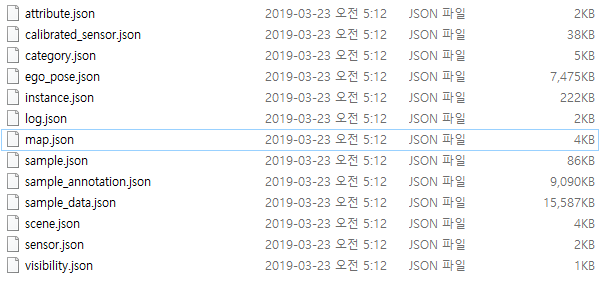 attribute.json 2019-03-23 오전 5:12 JSON 파일 2KB
calibrated_sensor.json 2019-03-23 오전 5:12 JSON 파일 38KB
category.json 2019-03-23 오전 5:12 JSON 파일 5KB
ego_pose.json 2019-03-23 오전 5:12 JSON 파일 7,475KB
instance.json 2019-03-23 오전 5:12 JSON 파일 222KB
log.json 2019-03-23 오전 5:12 JSON 파일 2KB
map.json 2019-03-23 오전 5:12 JSON 파일 4KB
sample.json 2019-03-23 오전 5:12 JSON 파일 86KB
sample_annotation.json 2019-03-23 오전 5:12 JSON 파일 9,090KB
sample_data.json 2019-03-23 오전 5:12 JSON 파일 15,587KB
scene.json 2019-03-23 오전 5:12 JSON 파일 4KB
sensor.json 2019-03-23 오전 5:12 JSON 파일 2KB
visibility.json 2019-03-23 오전 5:12 JSON 파일 1KB